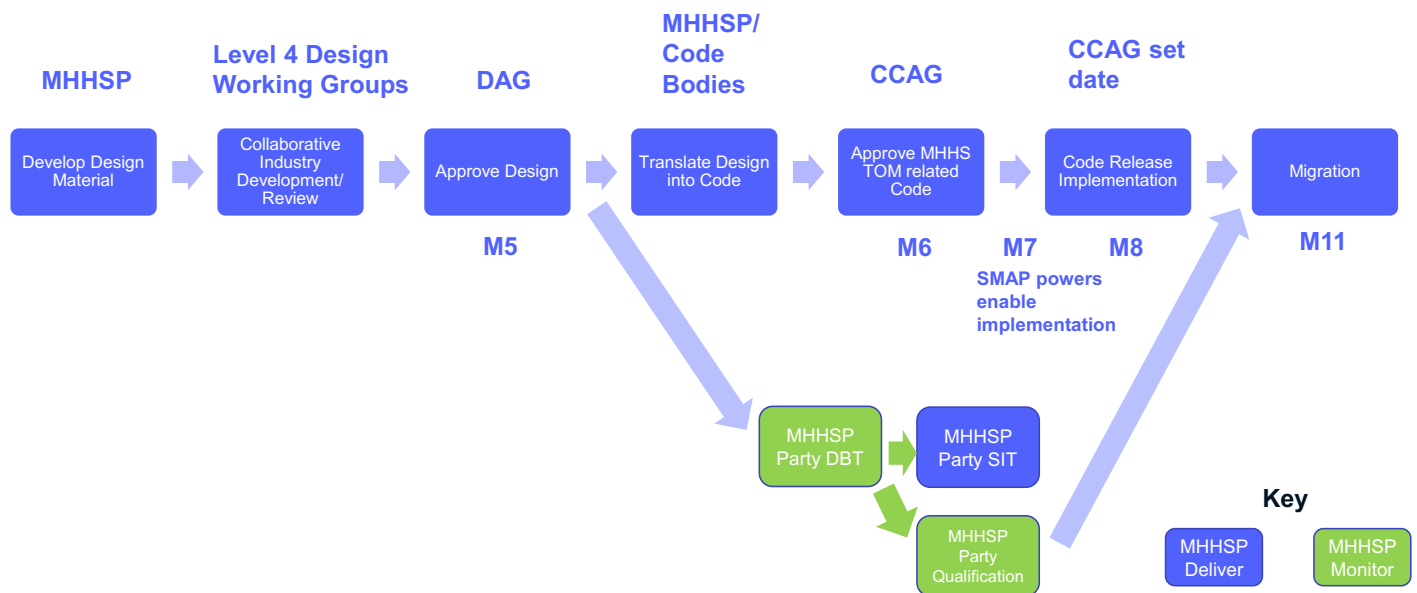 MHHSP
Level 4 Design
Working Groups
DAG
MHHSP/
Code
Bodies
CCAG
CCAG set
date
Develop Design
Material
Collaborative
Industry
Development/
Review
Approve Design
Translate Design
into Code
Approve MHHS
TOM related
Code
Code Release
Implementation
Migration
M5
M6
M7
M8
M11
SMAP powers
enable
implementation
MHHSP
Party DBT
MHHSP
Party SIT
MHHSP
Party
Qualification
Key
MHHSP
Deliver
MHHSP
Monitor